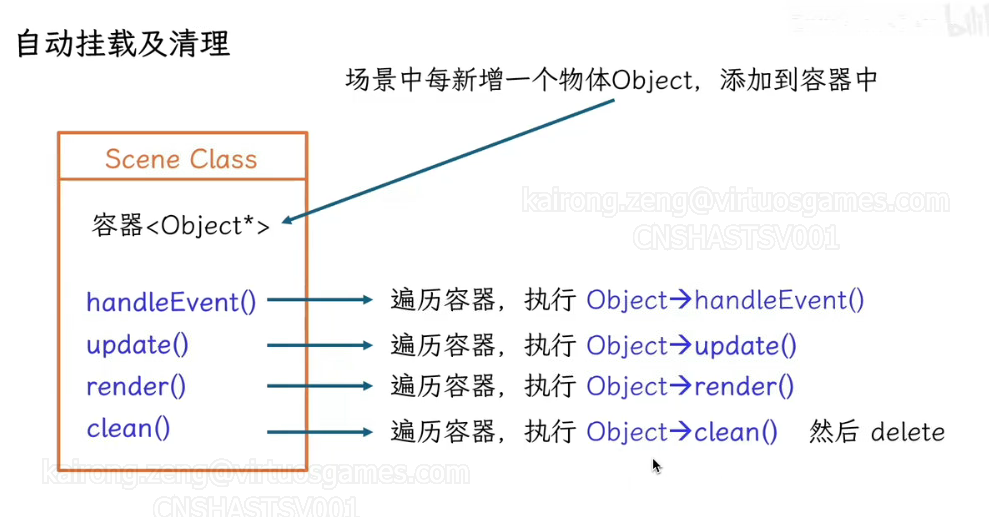 自动挂载及清理
场景中每新增一个物体Object，添加到容器中
Scene Class
容器<Object*>
handleEvent() 遍历容器，执行 Object→handleEvent()
update() 遍历容器，执行 Object→update()
render() 遍历容器，执行 Object→render()
clean() 遍历容器，执行 Object→clean() 然后 delete
kairong.zeng@virtuosgames.com
CNSHASTSV001
kairong.zeng@virtuosgames.com
CNSHASTSV001